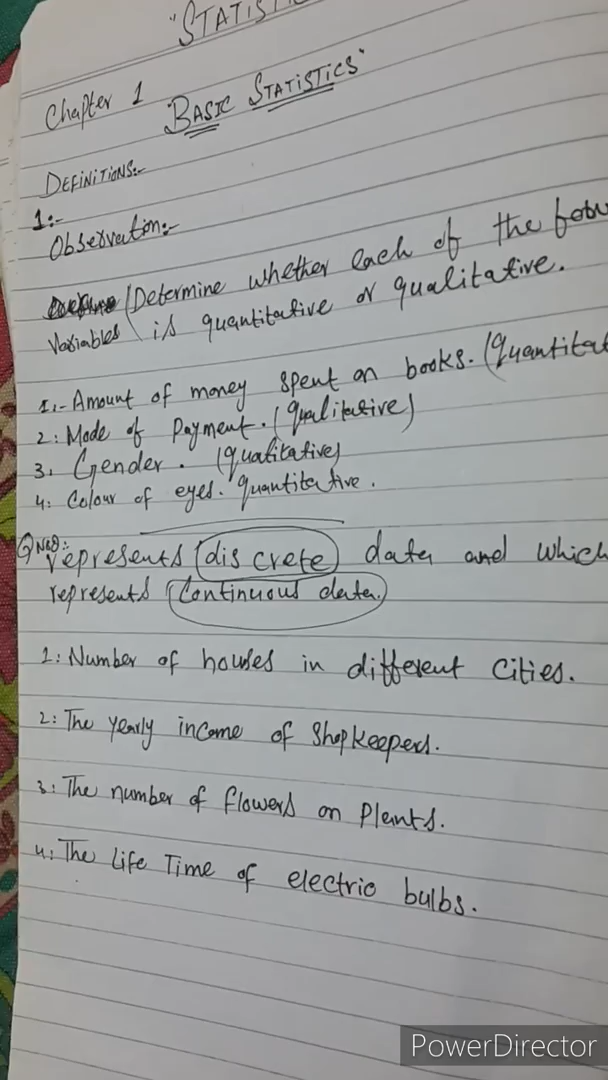 "STATISTI
Chapter 1
BASIC STATISTICS"
DEFINITIONS:-
1:-
Observation:-
Determine whether each of the
Variables is quantitative or qualitative.
1:- Amount of money spent on books. (Quantitat
2: Mode of Payment. (qualitative)
3. Gender. (qualitative)
4: Colour of eyes. quantitative.
Q No2:-
represents discrete data and which
represents Continuous data.
1: Number of houses in different Cities.
2: The yearly income of Shopkeepers.
3: The number of flowers on Plants.
4: The Life Time of electric bulbs.
PowerDirector